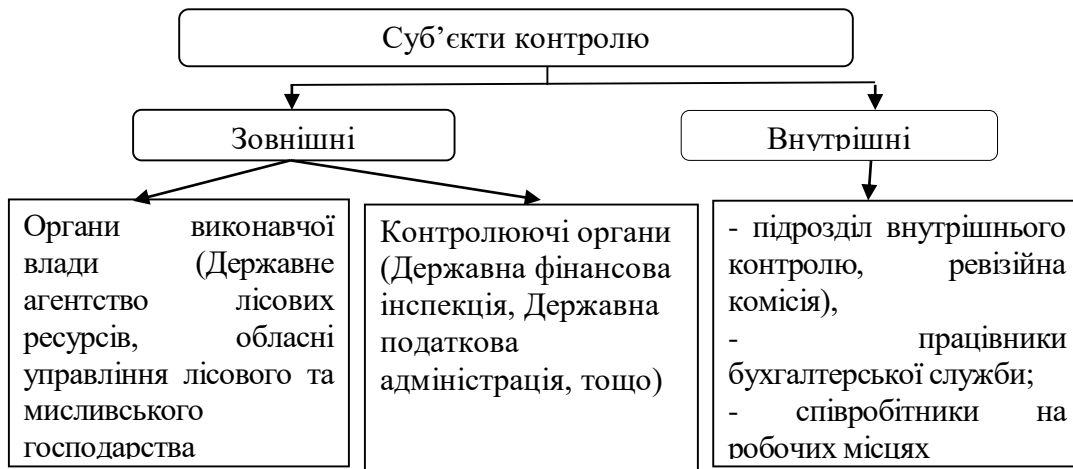 Суб’єкти контролю
Зовнішні
Внутрішні
Органи виконавчої
влади (Державне
агентство лісових
ресурсів, обласні
управління лісового та
мисливського
господарства
Контролюючі органи
(Державна фінансова
інспекція, Державна
податкова
адміністрація, тощо)
- підрозділ внутрішнього
контролю, ревізійна
комісія),
- працівники
бухгалтерської служби;
- співробітники на
робочих місцях